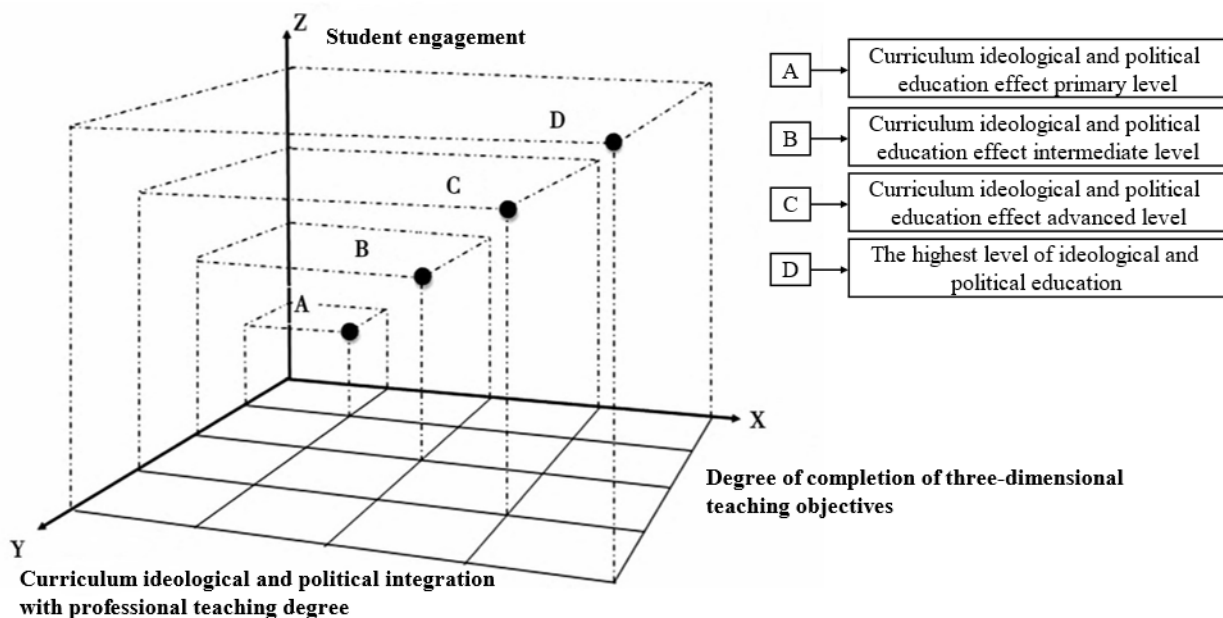 Z
Student engagement
D
C
B
A
X
Degree of completion of three-dimensional
teaching objectives
Y
Curriculum ideological and political integration
with professional teaching degree
A
Curriculum ideological and political
education effect primary level
B
Curriculum ideological and political
education effect intermediate level
C
Curriculum ideological and political
education effect advanced level
D
The highest level of ideological and
political education